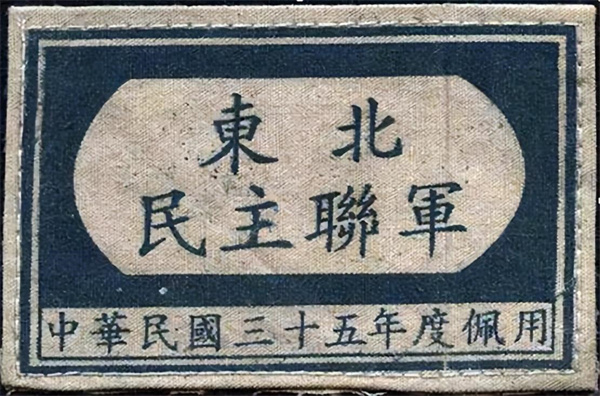 東北
民主聯軍
中華民國三十五年度佩用